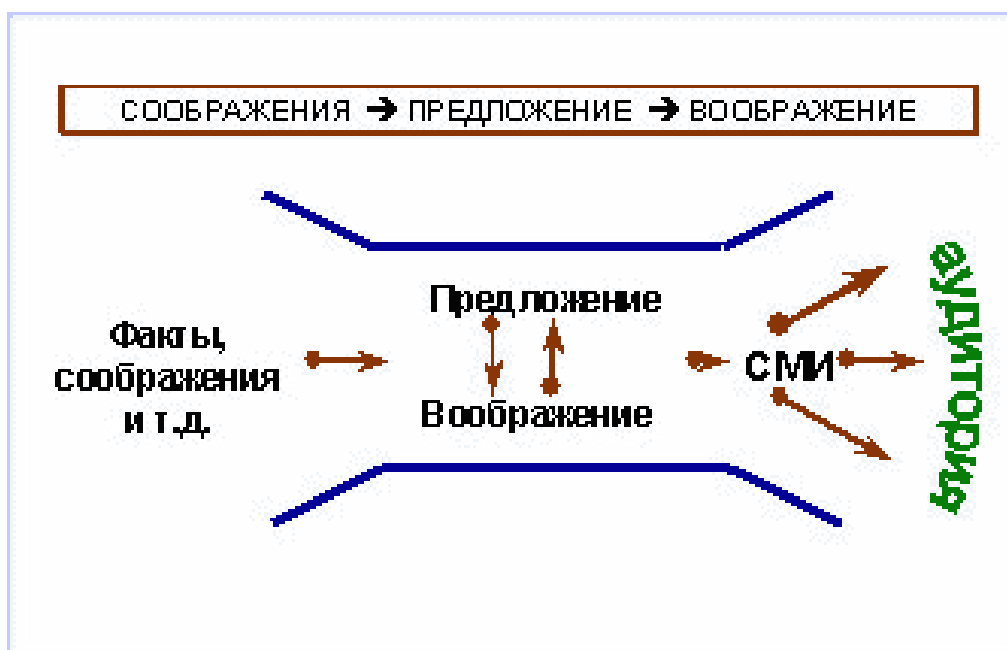 СООБРАЖЕНИЯ ➔ ПРЕДЛОЖЕНИЕ ➔ ВООБРАЖЕНИЕ
Предложение
Факты,
соображения
и т.д.
Воображение
СМИ
аудитория